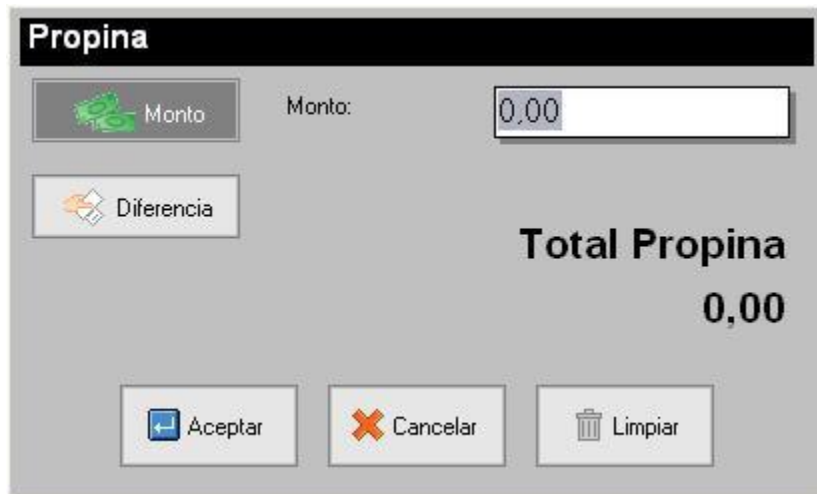 Propina
Monto Monto: 0,00
Diferencia
Total Propina
0,00
Aceptar Cancelar Limpiar